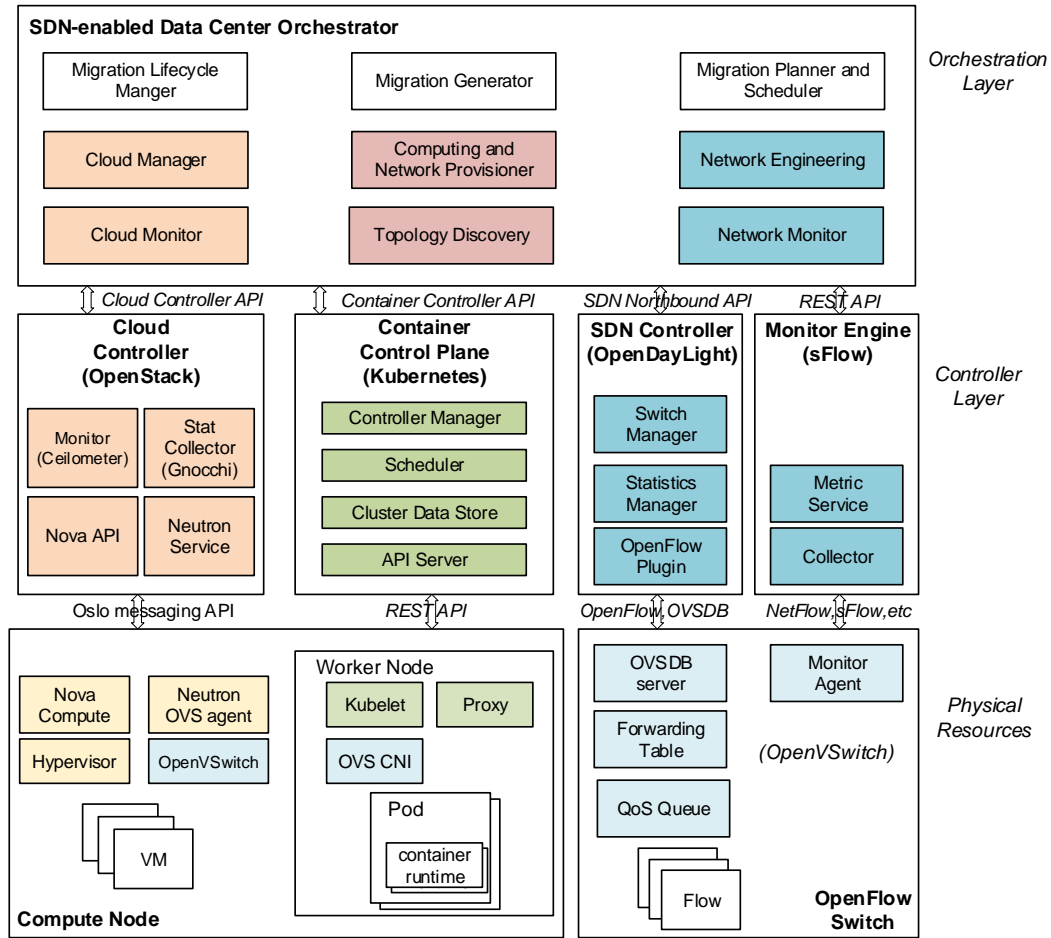 SDN-enabled Data Center Orchestrator
Migration Lifecycle
Manger
Migration Generator
Migration Planner and
Scheduler
Orchestration
Layer
Cloud Manager
Computing and
Network Provisioner
Network Engineering
Cloud Monitor
Topology Discovery
Network Monitor
Cloud Controller API
Container Controller API
SDN Northbound API
REST API
Cloud
Controller
(OpenStack)
Container
Control Plane
(Kubernetes)
SDN Controller
(OpenDayLight)
Monitor Engine
(sFlow)
Controller
Layer
Monitor
(Ceilometer)
Stat
Collector
(Gnocchi)
Nova API
Neutron
Service
Controller Manager
Scheduler
Cluster Data Store
API Server
Switch
Manager
Statistics
Manager
OpenFlow
Plugin
Metric
Service
Collector
Oslo messaging API
REST API
OpenFlow,OVSDB
NetFlow,sFlow,etc
Nova
Compute
Neutron
OVS agent
Hypervisor
OpenVSwitch
VM
Compute Node
Worker Node
Kubelet
Proxy
OVS CNI
Pod
container
runtime
OVSDB
server
Monitor
Agent
Forwarding
Table
(OpenVSwitch)
QoS Queue
Flow
OpenFlow
Switch
Physical
Resources